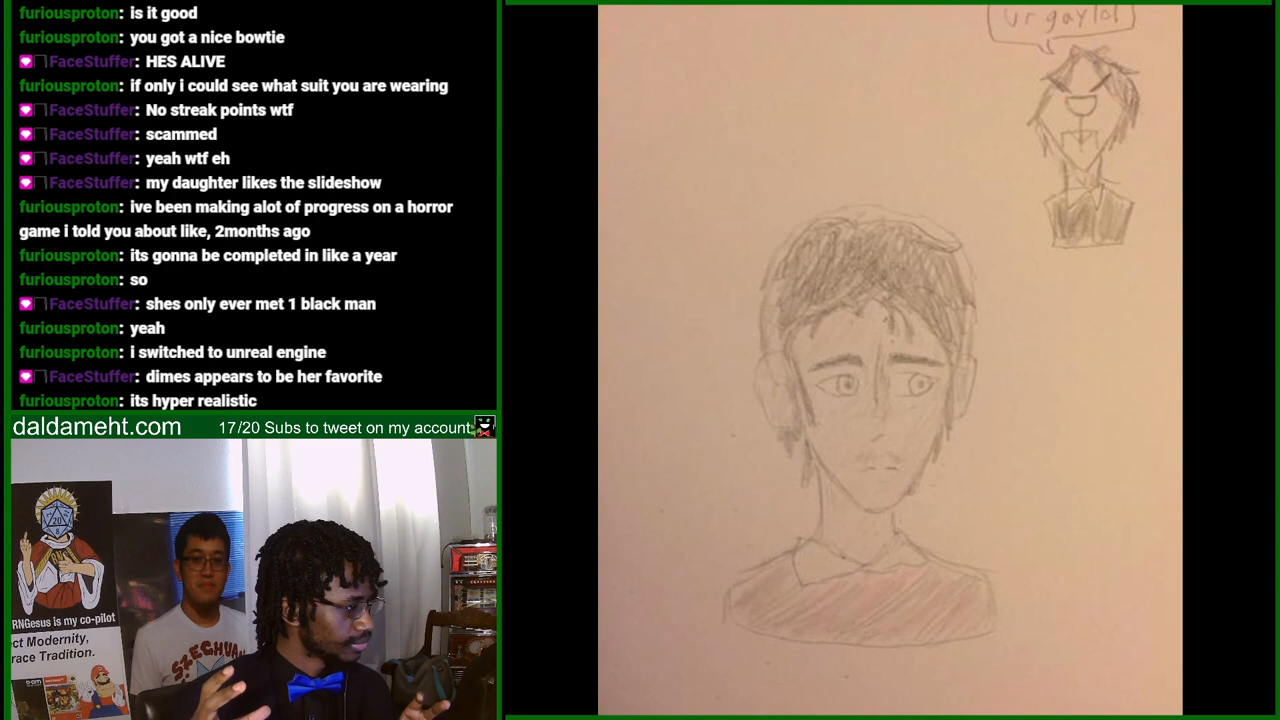 furiousproton: is it good
furiousproton: you got a nice bowtie
FaceStuffer: HES ALIVE
furiousproton: if only i could see what suit you are wearing
FaceStuffer: No streak points wtf
FaceStuffer: scammed
FaceStuffer: yeah wtf eh
FaceStuffer: my daughter likes the slideshow
furiousproton: ive been making alot of progress on a horror
game i told you about like, 2months ago
furiousproton: its gonna be completed in like a year
furiousproton: so
FaceStuffer: shes only ever met 1 black man
furiousproton: yeah
furiousproton: i switched to unreal engine
FaceStuffer: dimes appears to be her favorite
furiousproton: its hyper realistic
daldameht.com
17/20 Subs to tweet on my account
20
8
RNGesus is my co-pilot
ct Modernity,
race Tradition.
SZECHUAN
ur gay lol